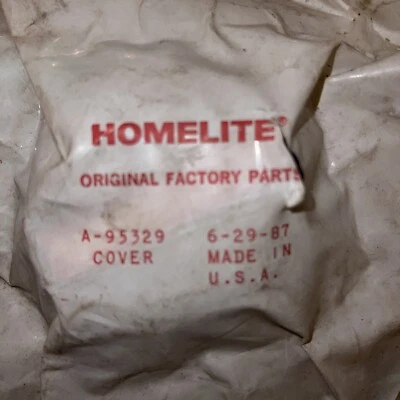 HOMELITE®
ORIGINAL FACTORY PARTS
A-95329 6-29-87
COVER MADE IN
U.S.A.